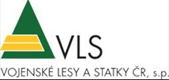 VLS
VOJENSKÉ LESY A STATKY ČR, s.p.